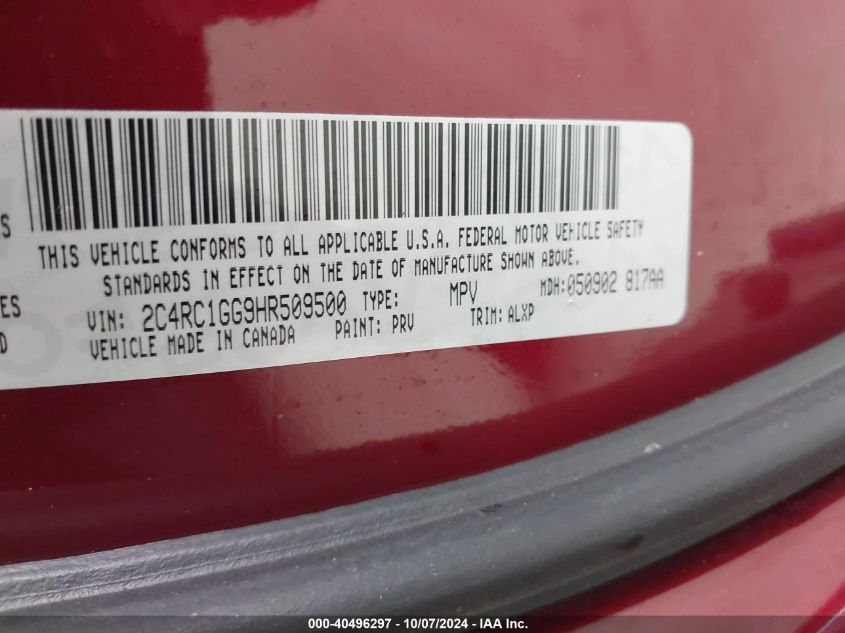 S
THIS VEHICLE CONFORMS TO ALL APPLICABLE U.S.A. FEDERAL MOTOR VEHICLE SAFETY
STANDARDS IN EFFECT ON THE DATE OF MANUFACTURE SHOWN ABOVE.
ES
VIN: 2C4RC1GG9HR509500 TYPE: MPV MDH:050902 817AA
D
VEHICLE MADE IN CANADA PAINT: PRV TRIM: ALXP
000-40496297 - 10/07/2024 - IAA Inc.